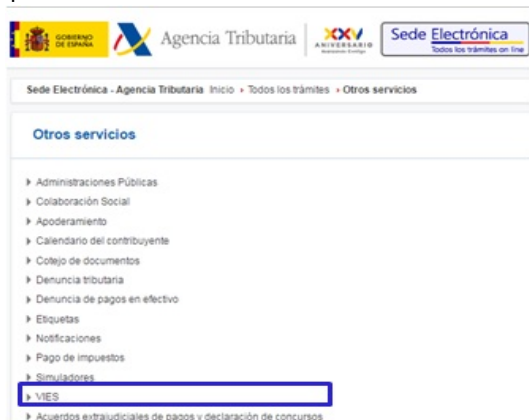 GOBIERNO
DE ESPAÑA
Agencia Tributaria
XXV
ANIVERSARIO
Sede Electrónica
Todos los trámites on line
Sede Electrónica - Agencia Tributaria Inicio Todos los trámites Otros servicios
Otros servicios
Administraciones Públicas
Colaboración Social
Apoderamiento
Calendario del contribuyente
Cotejo de documentos
Denuncia tributaria
Denuncia de pagos en efectivo
Etiquetas
Notificaciones
Pago de impuestos
Simuladores
VIES
Acuerdos extrajudiciales de pagos y declaración de concursos